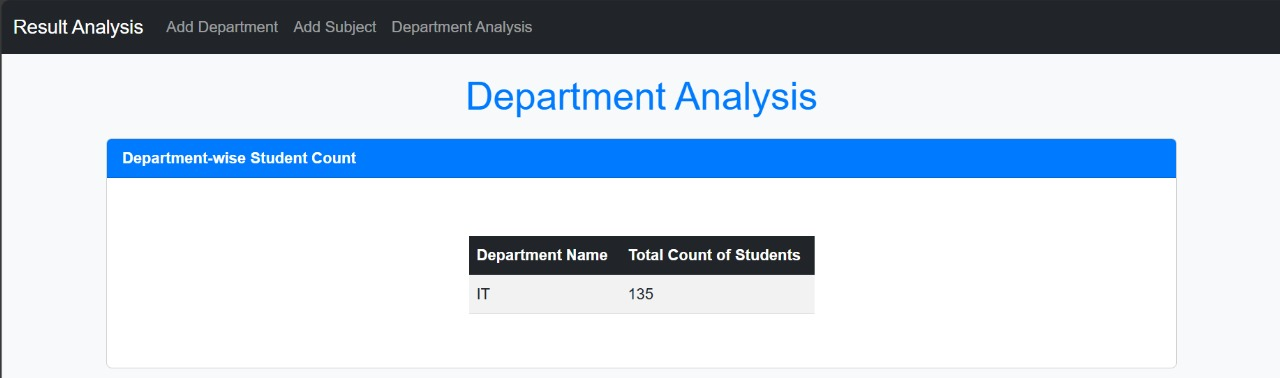 Result Analysis Add Department Add Subject Department Analysis
Department Analysis
Department-wise Student Count
Department Name Total Count of Students
IT 135